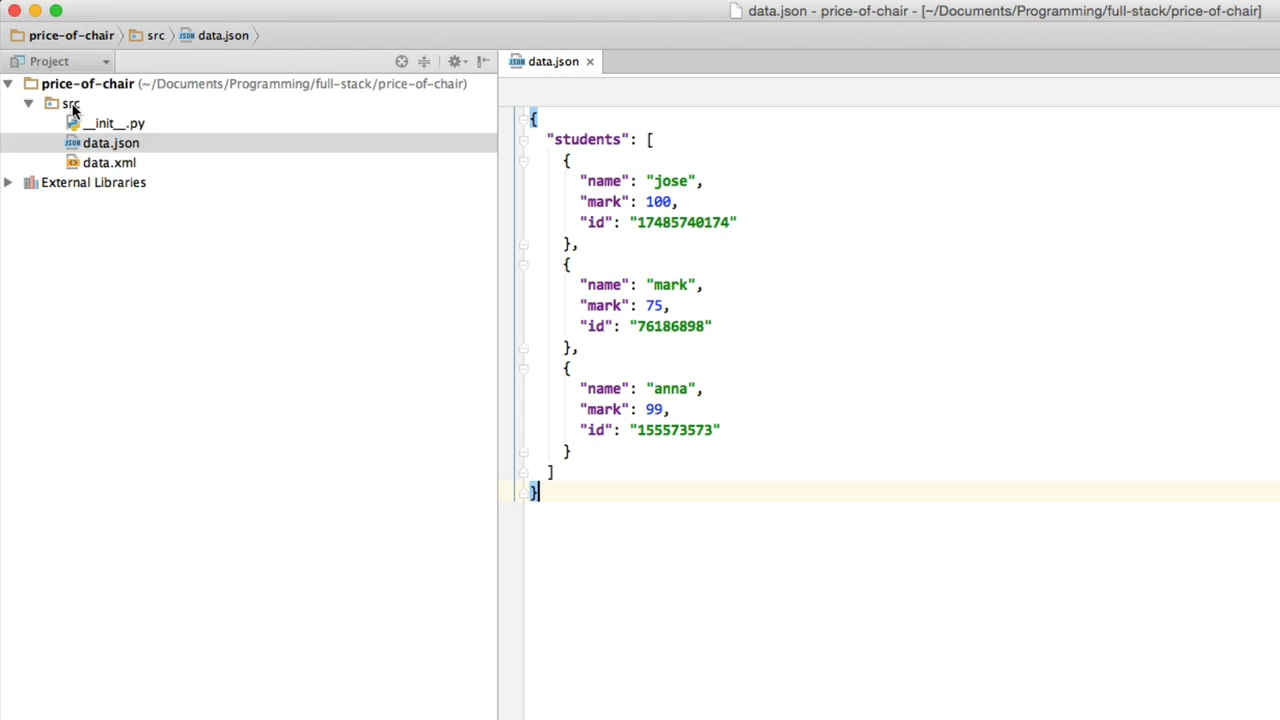 data.json - price-of-chair - [~/Documents/Programming/full-stack/price-of-chair]
price-of-chair src JSON data.json
Project
JSON data.json
price-of-chair (~/Documents/Programming/full-stack/price-of-chair)
src
__init__.py
JSON data.json
data.xml
External Libraries
{
"students": [
{
"name": "jose",
"mark": 100,
"id": "17485740174"
},
{
"name": "mark",
"mark": 75,
"id": "76186898"
},
{
"name": "anna",
"mark": 99,
"id": "155573573"
}
]
}